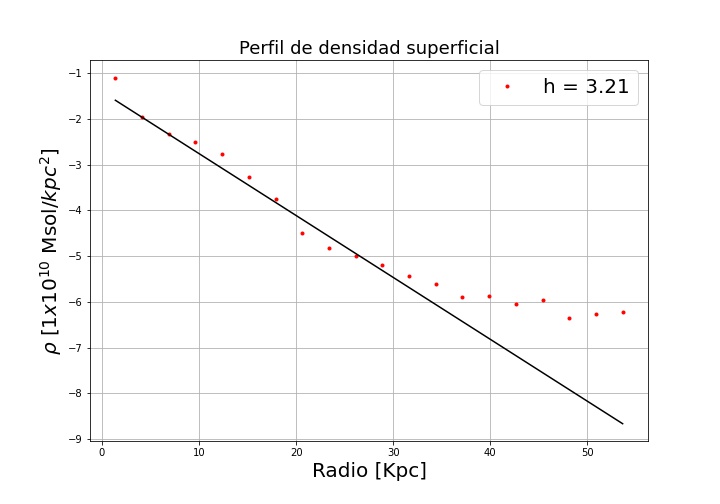 Perfil de densidad superficial
h = 3.21
ρ [1x10¹⁰ Msol/kpc²]
−1
−2
−3
−4
−5
−6
−7
−8
−9
0 10 20 30 40 50
Radio [Kpc]